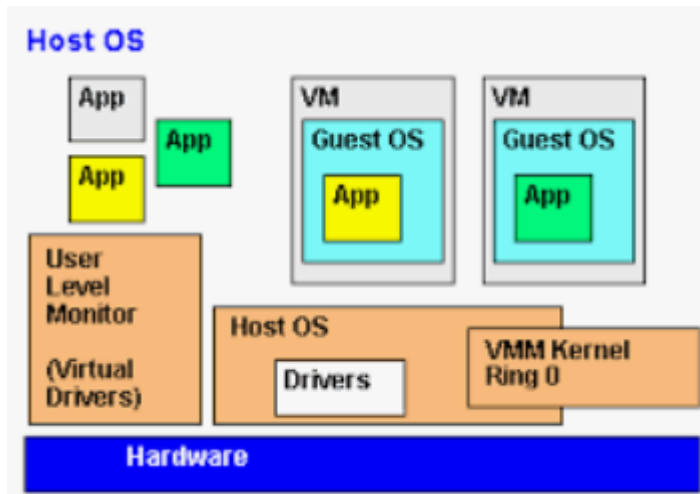 Host OS
App
App
App
VM
Guest OS
App
VM
Guest OS
App
User
Level
Monitor
(Virtual
Drivers)
Host OS
Drivers
VMM Kernel
Ring 0
Hardware